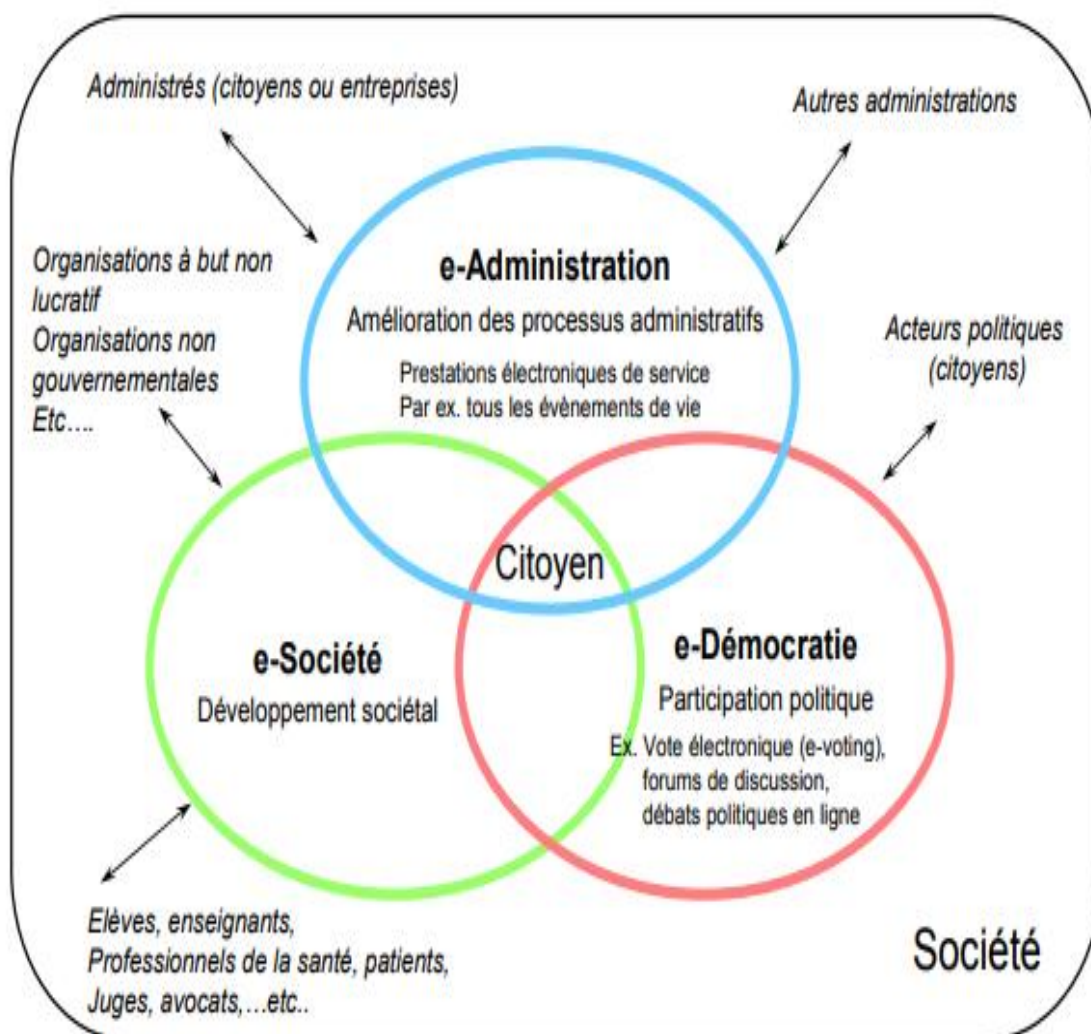 Administrés (citoyens ou entreprises)
Autres administrations
Organisations à but non
lucratif
Organisations non
gouvernementales
Etc….
e-Administration
Amélioration des processus administratifs
Prestations électroniques de service
Par ex. tous les évènements de vie
Acteurs politiques
(citoyens)
Citoyen
e-Société
Développement sociétal
e-Démocratie
Participation politique
Ex. Vote électronique (e-voting),
forums de discussion,
débats politiques en ligne
Elèves, enseignants,
Professionnels de la santé, patients,
Juges, avocats,…etc..
Société